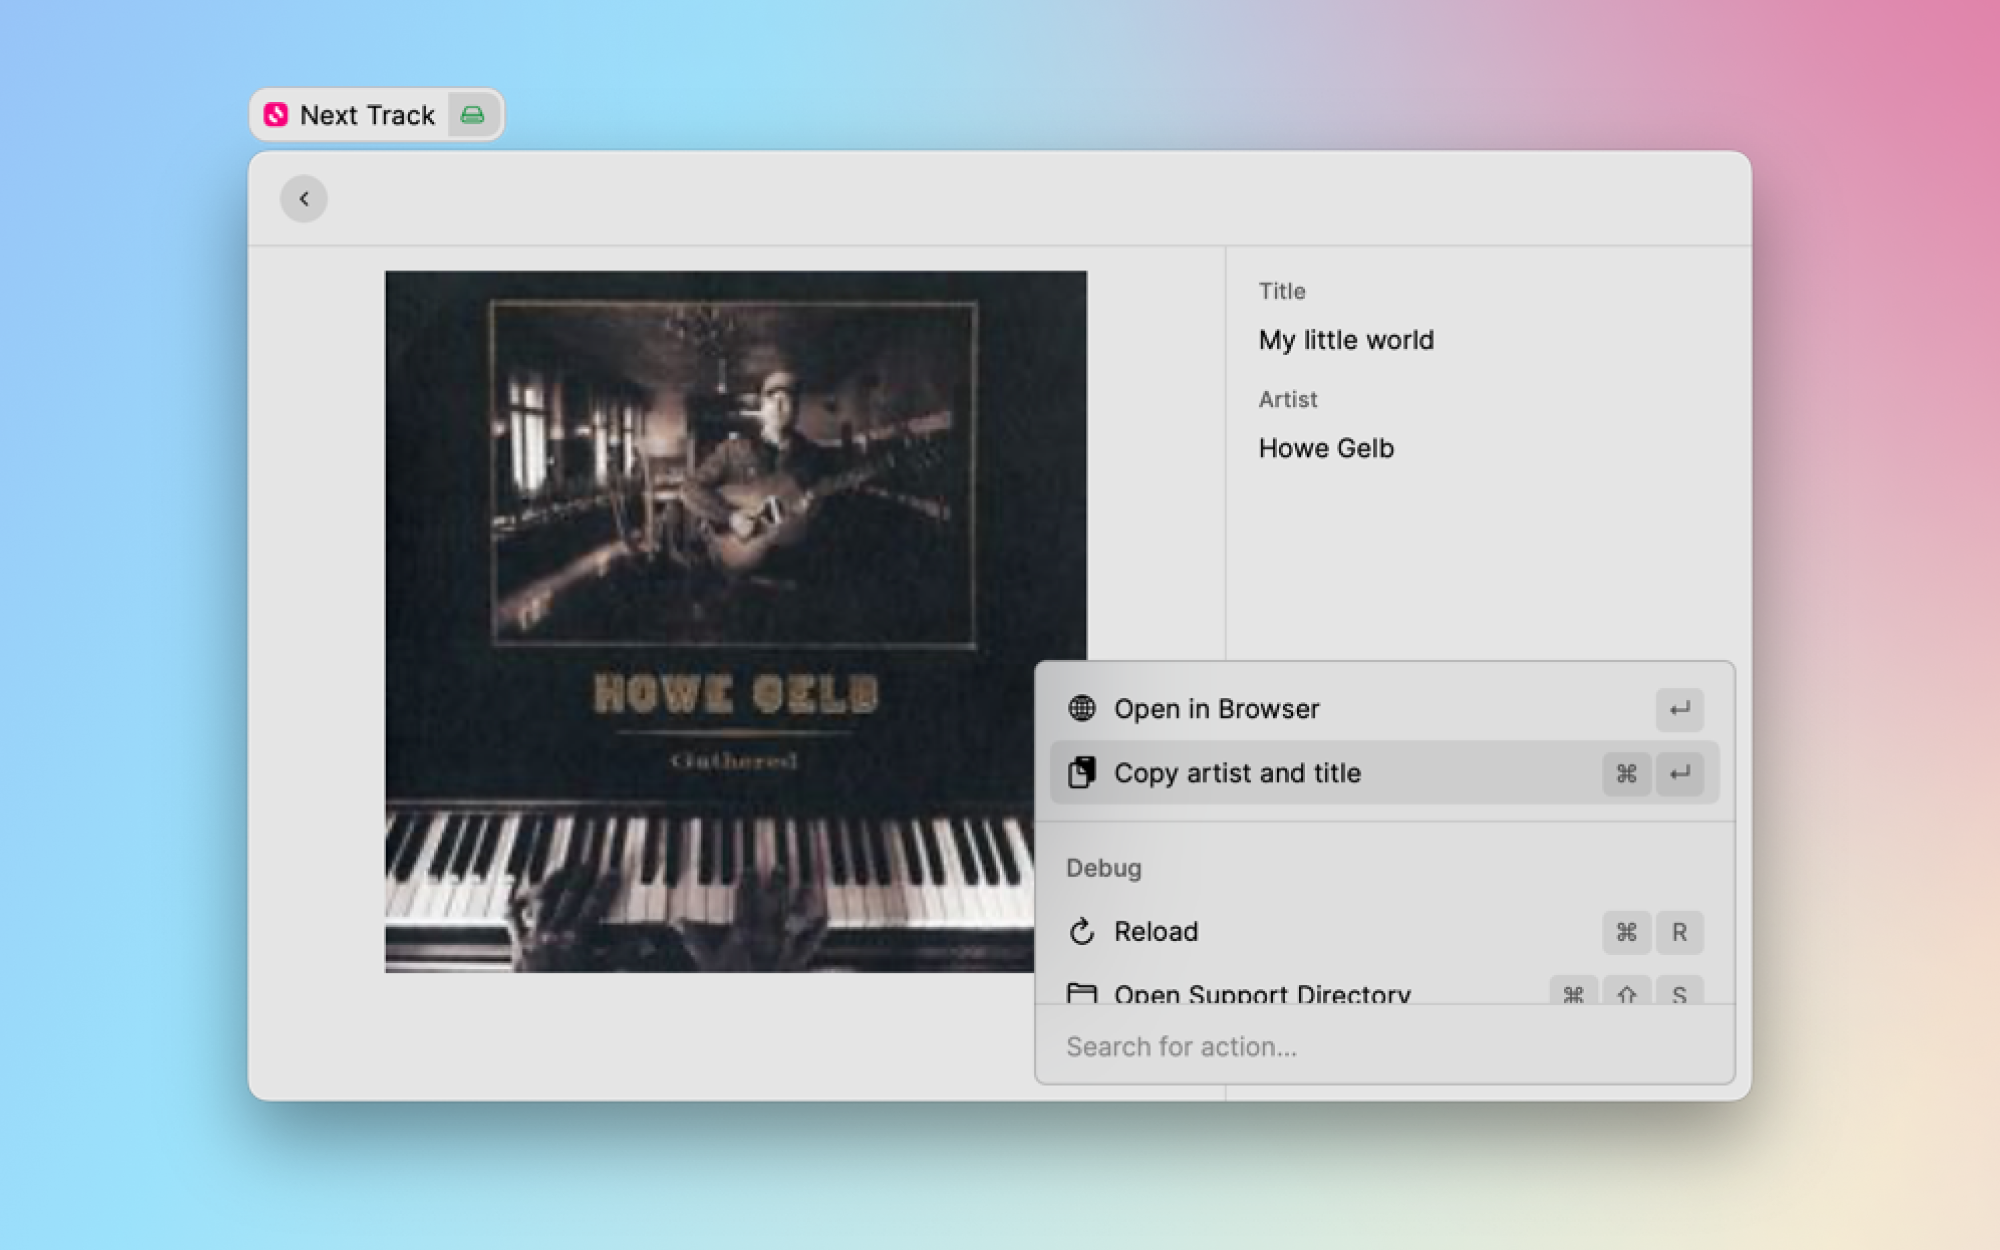 Next Track
Title
My little world
Artist
Howe Gelb
HOWE GELB
Gathered
Open in Browser ↵
Copy artist and title ⌘ ↵
Debug
Reload ⌘ R
Open Support Directory ⌘ ⇧ S
Search for action...